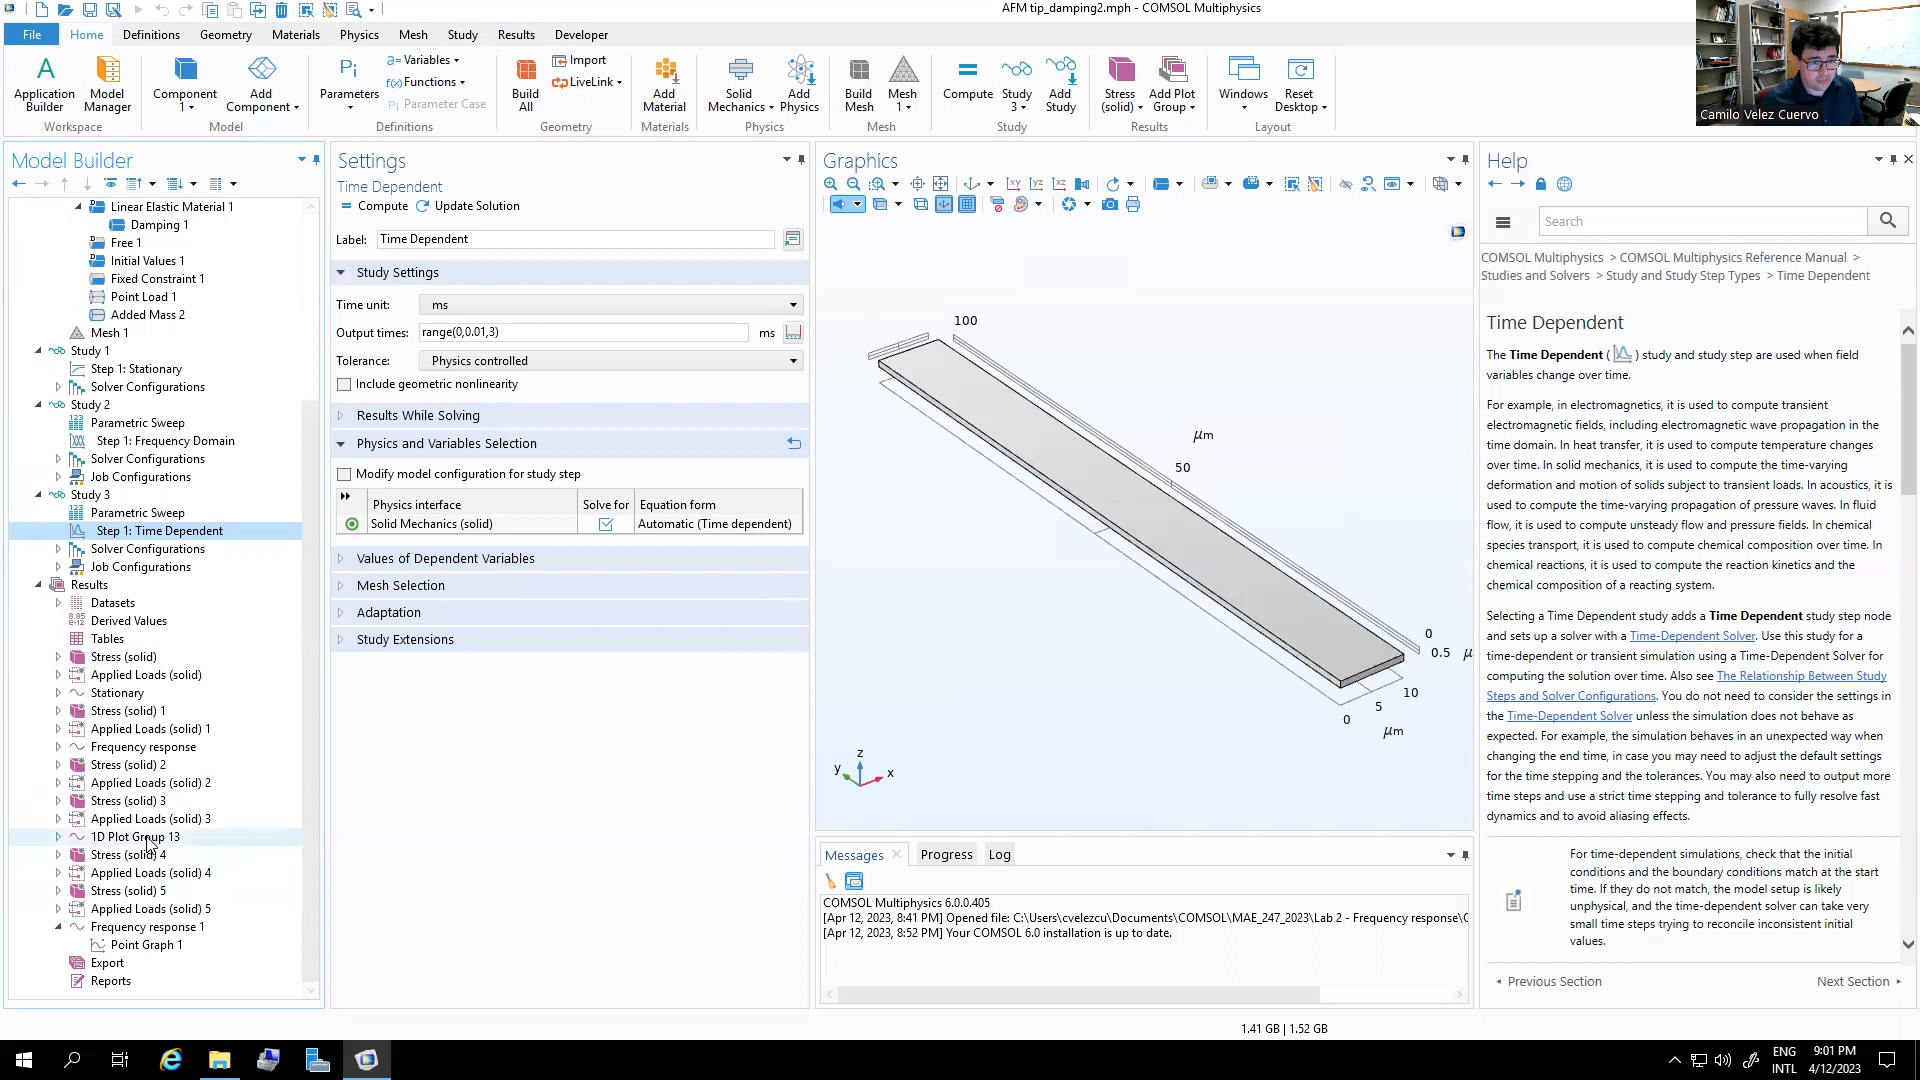 AFM tip_damping2.mph - COMSOL Multiphysics
File Home Definitions Geometry Materials Physics Mesh Study Results Developer
Application Builder
Model Manager
Workspace
Component 1
Add Component
Model
Pi
Parameters
a= Variables
f(x) Functions
Pi Parameter Case
Definitions
Build All
Import
LiveLink
Geometry
Add Material
Materials
Solid Mechanics
Add Physics
Physics
Build Mesh
Mesh 1
Mesh
Compute
Study 3
Add Study
Study
Stress (solid)
Add Plot Group
Results
Windows
Reset Desktop
Layout
Camilo Velez Cuervo
Model Builder
Linear Elastic Material 1
Damping 1
Free 1
Initial Values 1
Fixed Constraint 1
Point Load 1
Added Mass 2
Mesh 1
Study 1
Step 1: Stationary
Solver Configurations
Study 2
Parametric Sweep
Step 1: Frequency Domain
Solver Configurations
Job Configurations
Study 3
Parametric Sweep
Step 1: Time Dependent
Solver Configurations
Job Configurations
Results
Datasets
8.85 e-12 Derived Values
Tables
Stress (solid)
Applied Loads (solid)
Stationary
Stress (solid) 1
Applied Loads (solid) 1
Frequency response
Stress (solid) 2
Applied Loads (solid) 2
Stress (solid) 3
Applied Loads (solid) 3
1D Plot Group 13
Stress (solid) 4
Applied Loads (solid) 4
Stress (solid) 5
Applied Loads (solid) 5
Frequency response 1
Point Graph 1
Export
Reports
Settings
Time Dependent
= Compute Update Solution
Label: Time Dependent
Study Settings
Time unit: ms
Output times: range(0,0.01,3) ms
Tolerance: Physics controlled
Include geometric nonlinearity
Results While Solving
Physics and Variables Selection
Modify model configuration for study step
Physics interface Solve for Equation form
Solid Mechanics (solid) Automatic (Time dependent)
Values of Dependent Variables
Mesh Selection
Adaptation
Study Extensions
Graphics
xy yz xz
100
μm
50
0
0.5 μ
10
5
0
μm
z
y x
Messages Progress Log
COMSOL Multiphysics 6.0.0.405
[Apr 12, 2023, 8:41 PM] Opened file: C:\Users\cvelezcu\Documents\COMSOL\MAE_247_2023\Lab 2 - Frequency response\C
[Apr 12, 2023, 8:52 PM] Your COMSOL 6.0 installation is up to date.
Help
Search
COMSOL Multiphysics > COMSOL Multiphysics Reference Manual >
Studies and Solvers > Study and Study Step Types > Time Dependent
Time Dependent
The Time Dependent ( ) study and study step are used when field
variables change over time.
For example, in electromagnetics, it is used to compute transient
electromagnetic fields, including electromagnetic wave propagation in the
time domain. In heat transfer, it is used to compute temperature changes
over time. In solid mechanics, it is used to compute the time-varying
deformation and motion of solids subject to transient loads. In acoustics, it
is used to compute the time-varying propagation of pressure waves. In fluid
flow, it is used to compute unsteady flow and pressure fields. In chemical
species transport, it is used to compute chemical composition over time. In
chemical reactions, it is used to compute the reaction kinetics and the
chemical composition of a reacting system.
Selecting a Time Dependent study adds a Time Dependent study step node
and sets up a solver with a Time-Dependent Solver. Use this study for a
time-dependent or transient simulation using a Time-Dependent Solver for
computing the solution over time. Also see The Relationship Between Study
Steps and Solver Configurations. You do not need to consider the settings in
the Time-Dependent Solver unless the simulation does not behave as
expected. For example, the simulation behaves in an unexpected way when
changing the end time, in case you may need to adjust the default settings
for the time stepping and the tolerances. You may also need to output more
time steps and use a strict time stepping and tolerance to fully resolve fast
dynamics and to avoid aliasing effects.
For time-dependent simulations, check that the initial
conditions and the boundary conditions match at the start
time. If they do not match, the model setup is likely
unphysical, and the time-dependent solver can take very
small time steps trying to reconcile inconsistent initial
values.
Previous Section Next Section
1.41 GB | 1.52 GB
ENG
INTL
9:01 PM
4/12/2023